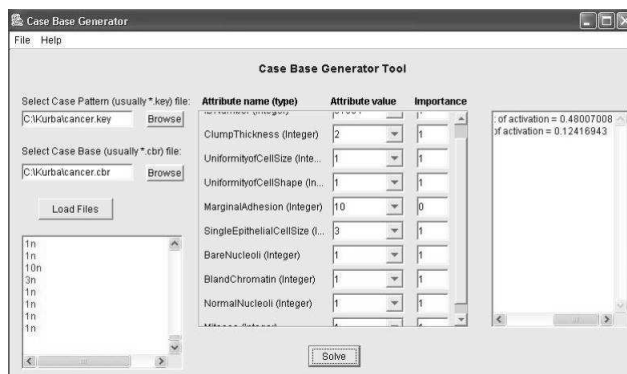 Case Base Generator
File Help
Case Base Generator Tool
Select Case Pattern (usually *.key) file:
C:\Kurba\cancer.key Browse
Select Case Base (usually *.cbr) file:
C:\Kurba\cancer.cbr Browse
Load Files
1n
1n
10n
3n
1n
1n
1n
1n
Attribute name (type) Attribute value Importance
ClumpThickness (Integer) 2 1
UniformityofCellSize (Inte... 1 1
UniformityofCellShape (In... 1 1
MarginalAdhesion (Integer) 10 0
SingleEpithelialCellSize (I... 3 1
BareNucleoli (Integer) 1 1
BlandChromatin (Integer) 1 1
NormalNucleoli (Integer) 1 1
: of activation = 0.48007008
of activation = 0.12416943
Solve